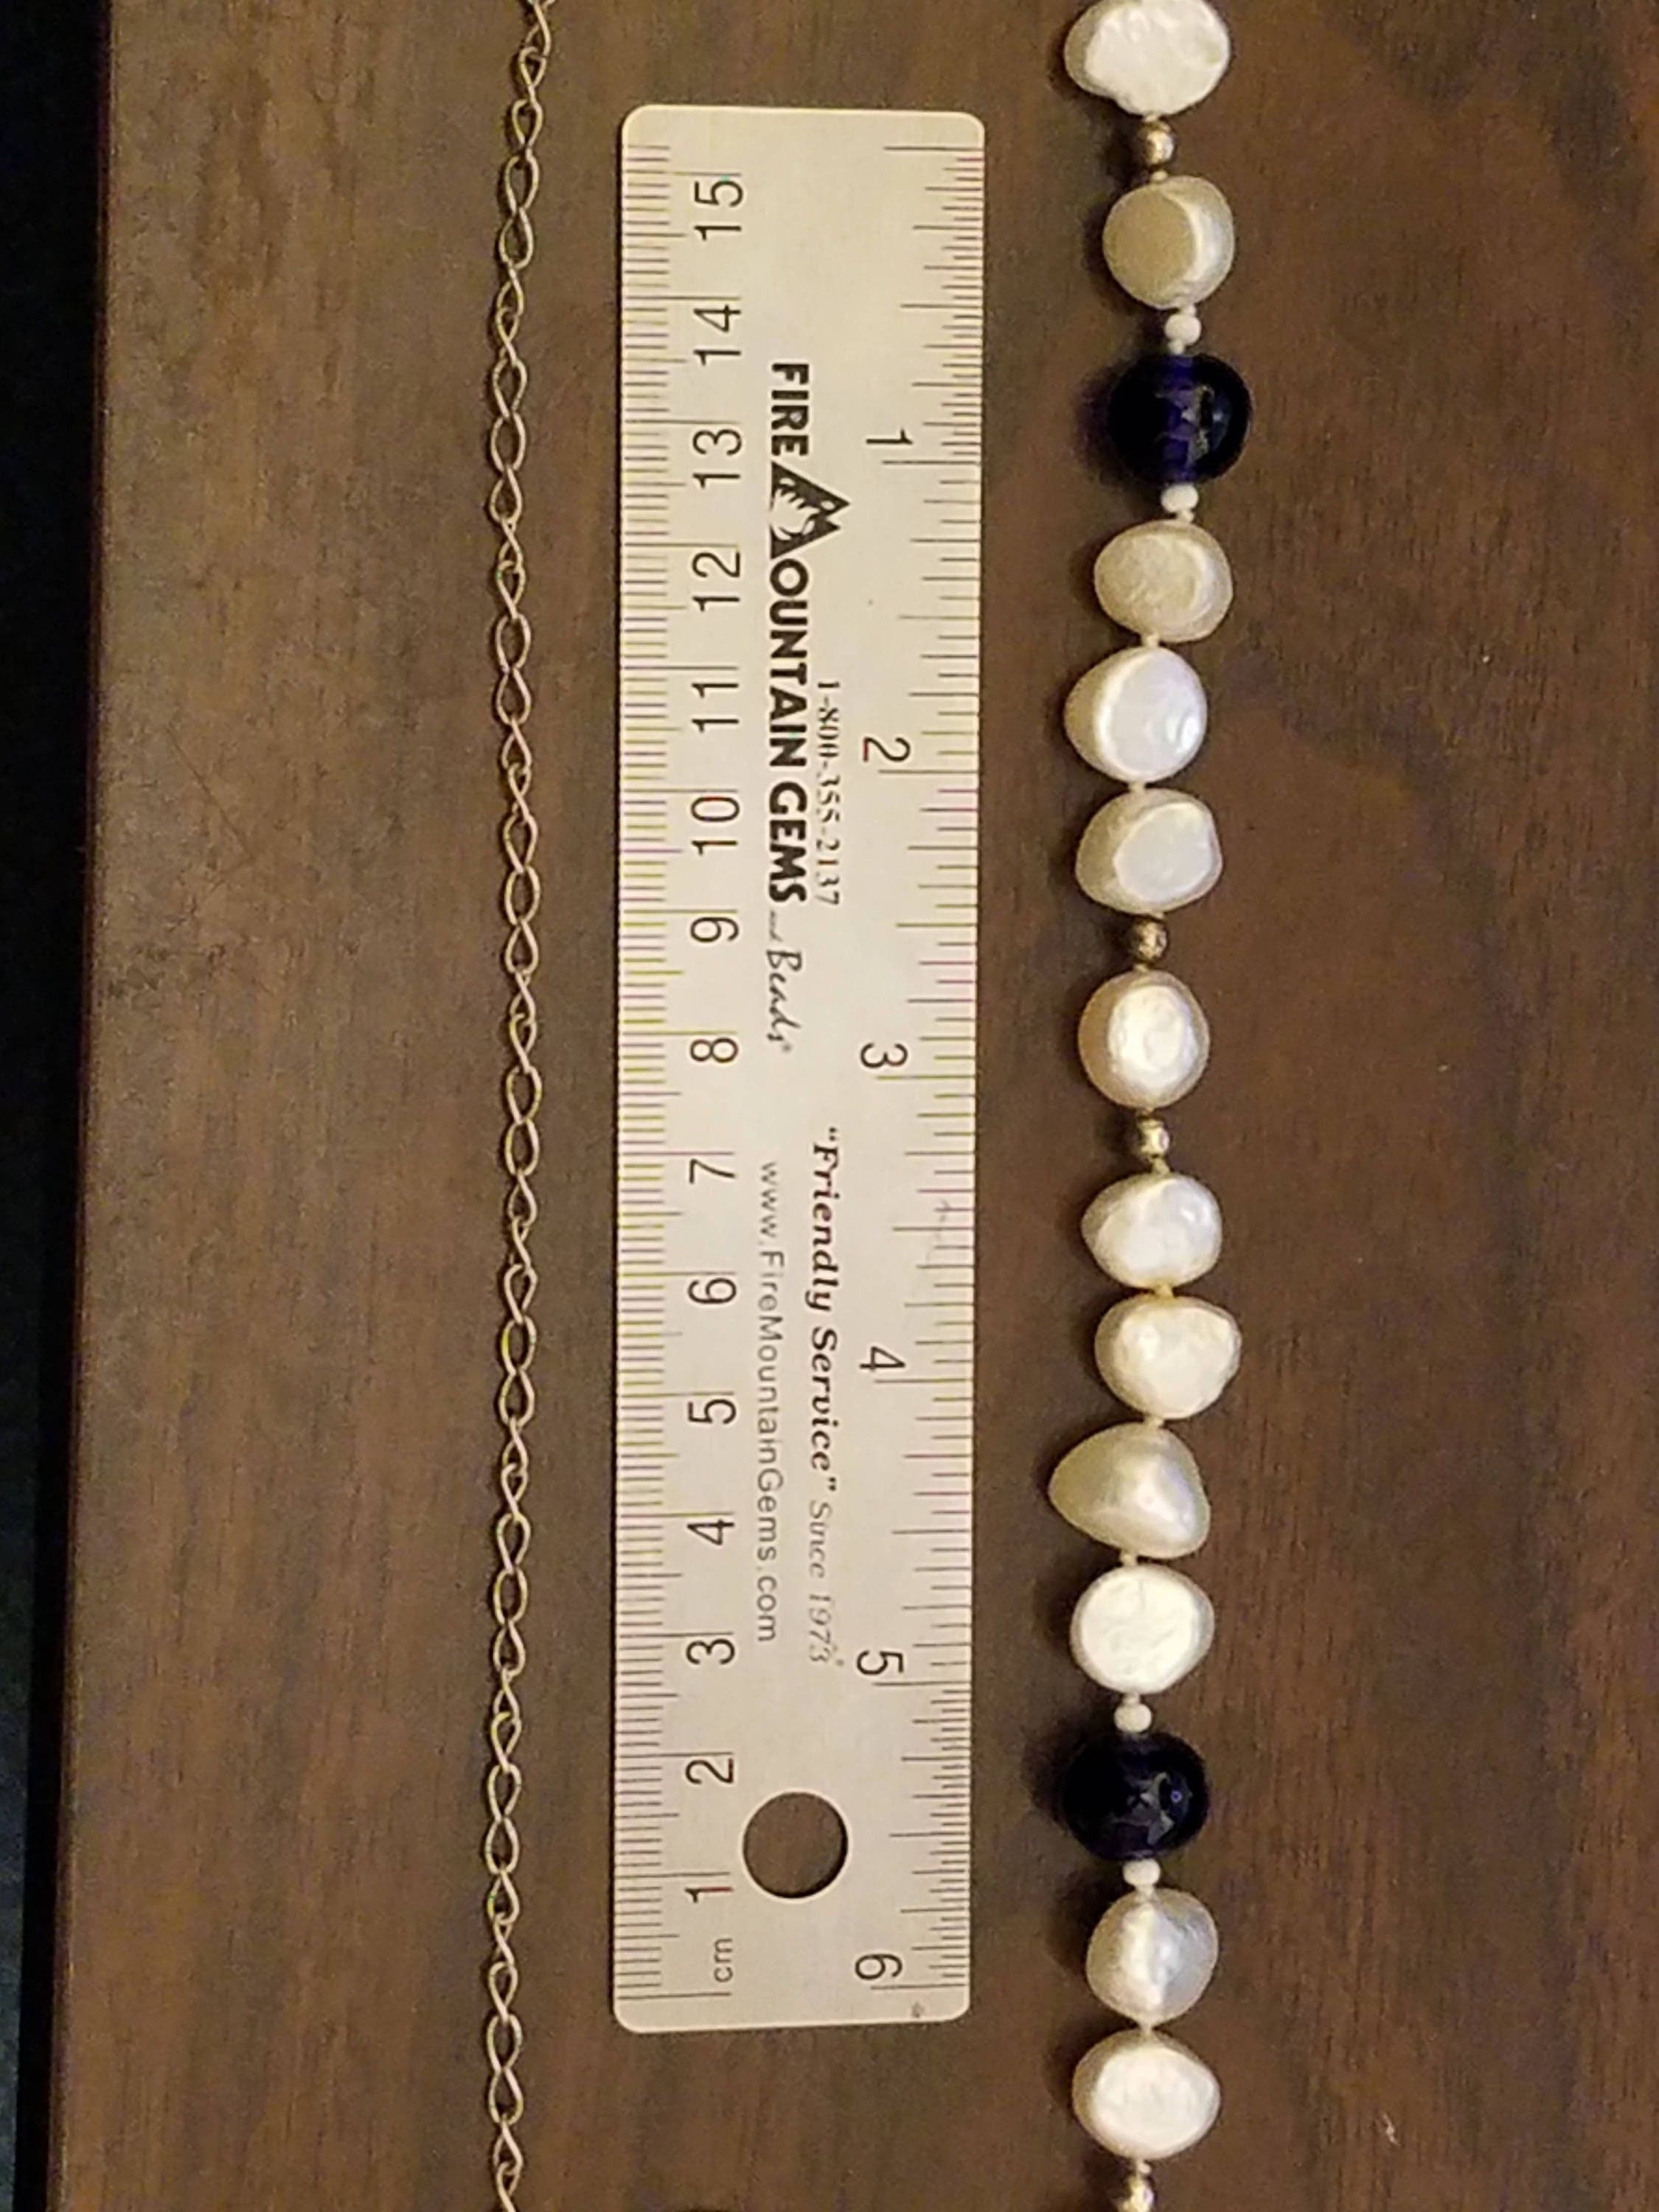 1 2 3 4 5 6
1-800-355-2137
FIRE MOUNTAIN GEMS and Beads®
"Friendly Service" Since 1973®
www.FireMountainGems.com
15 14 13 12 11 10 9 8 7 6 5 4 3 2 1 cm